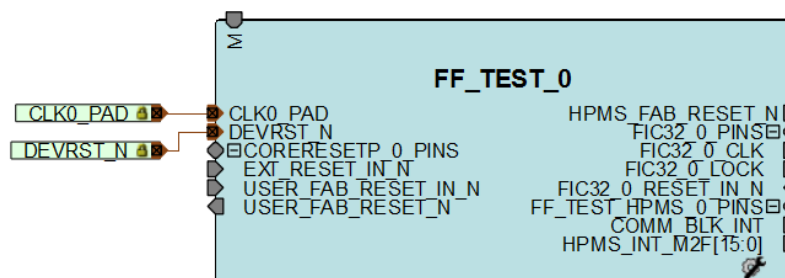 M
FF_TEST_0
CLK0_PAD CLK0_PAD HPMS_FAB_RESET_N
DEVRST_N DEVRST_N FIC32_0_PINS
CORERESETP_0_PINS FIC32_0_CLK
EXT_RESET_IN_N FIC32_0_LOCK
USER_FAB_RESET_IN_N FIC32_0_RESET_IN_N
USER_FAB_RESET_N FF_TEST_HPMS_0_PINS
COMM_BLK_INT
HPMS_INT_M2F[15:0]